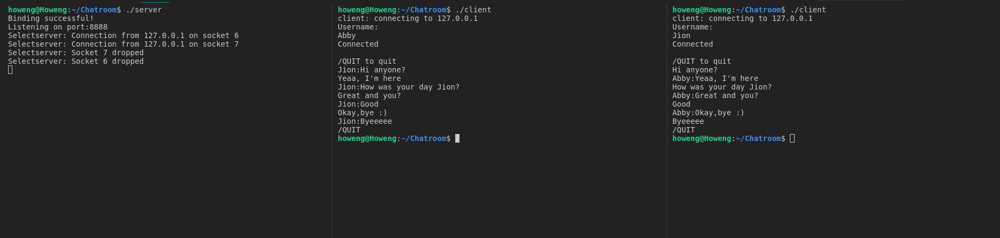 howeng@Howeng:~/Chatroom$ ./server
Binding successful!
Listening on port:8888
Selectserver: Connection from 127.0.0.1 on socket 6
Selectserver: Connection from 127.0.0.1 on socket 7
Selectserver: Socket 7 dropped
Selectserver: Socket 6 dropped
howeng@Howeng:~/Chatroom$ ./client
client: connecting to 127.0.0.1
Username:
Abby
Connected
/QUIT to quit
Jion:Hi anyone?
Yeaa, I'm here
Jion:How was your day Jion?
Great and you?
Jion:Good
Okay,bye :)
Jion:Byeeeee
/QUIT
howeng@Howeng:~/Chatroom$
howeng@Howeng:~/Chatroom$ ./client
client: connecting to 127.0.0.1
Username:
Jion
Connected
/QUIT to quit
Hi anyone?
Abby:Yeaa, I'm here
How was your day Jion?
Abby:Great and you?
Good
Abby:Okay,bye :)
Byeeeee
/QUIT
howeng@Howeng:~/Chatroom$